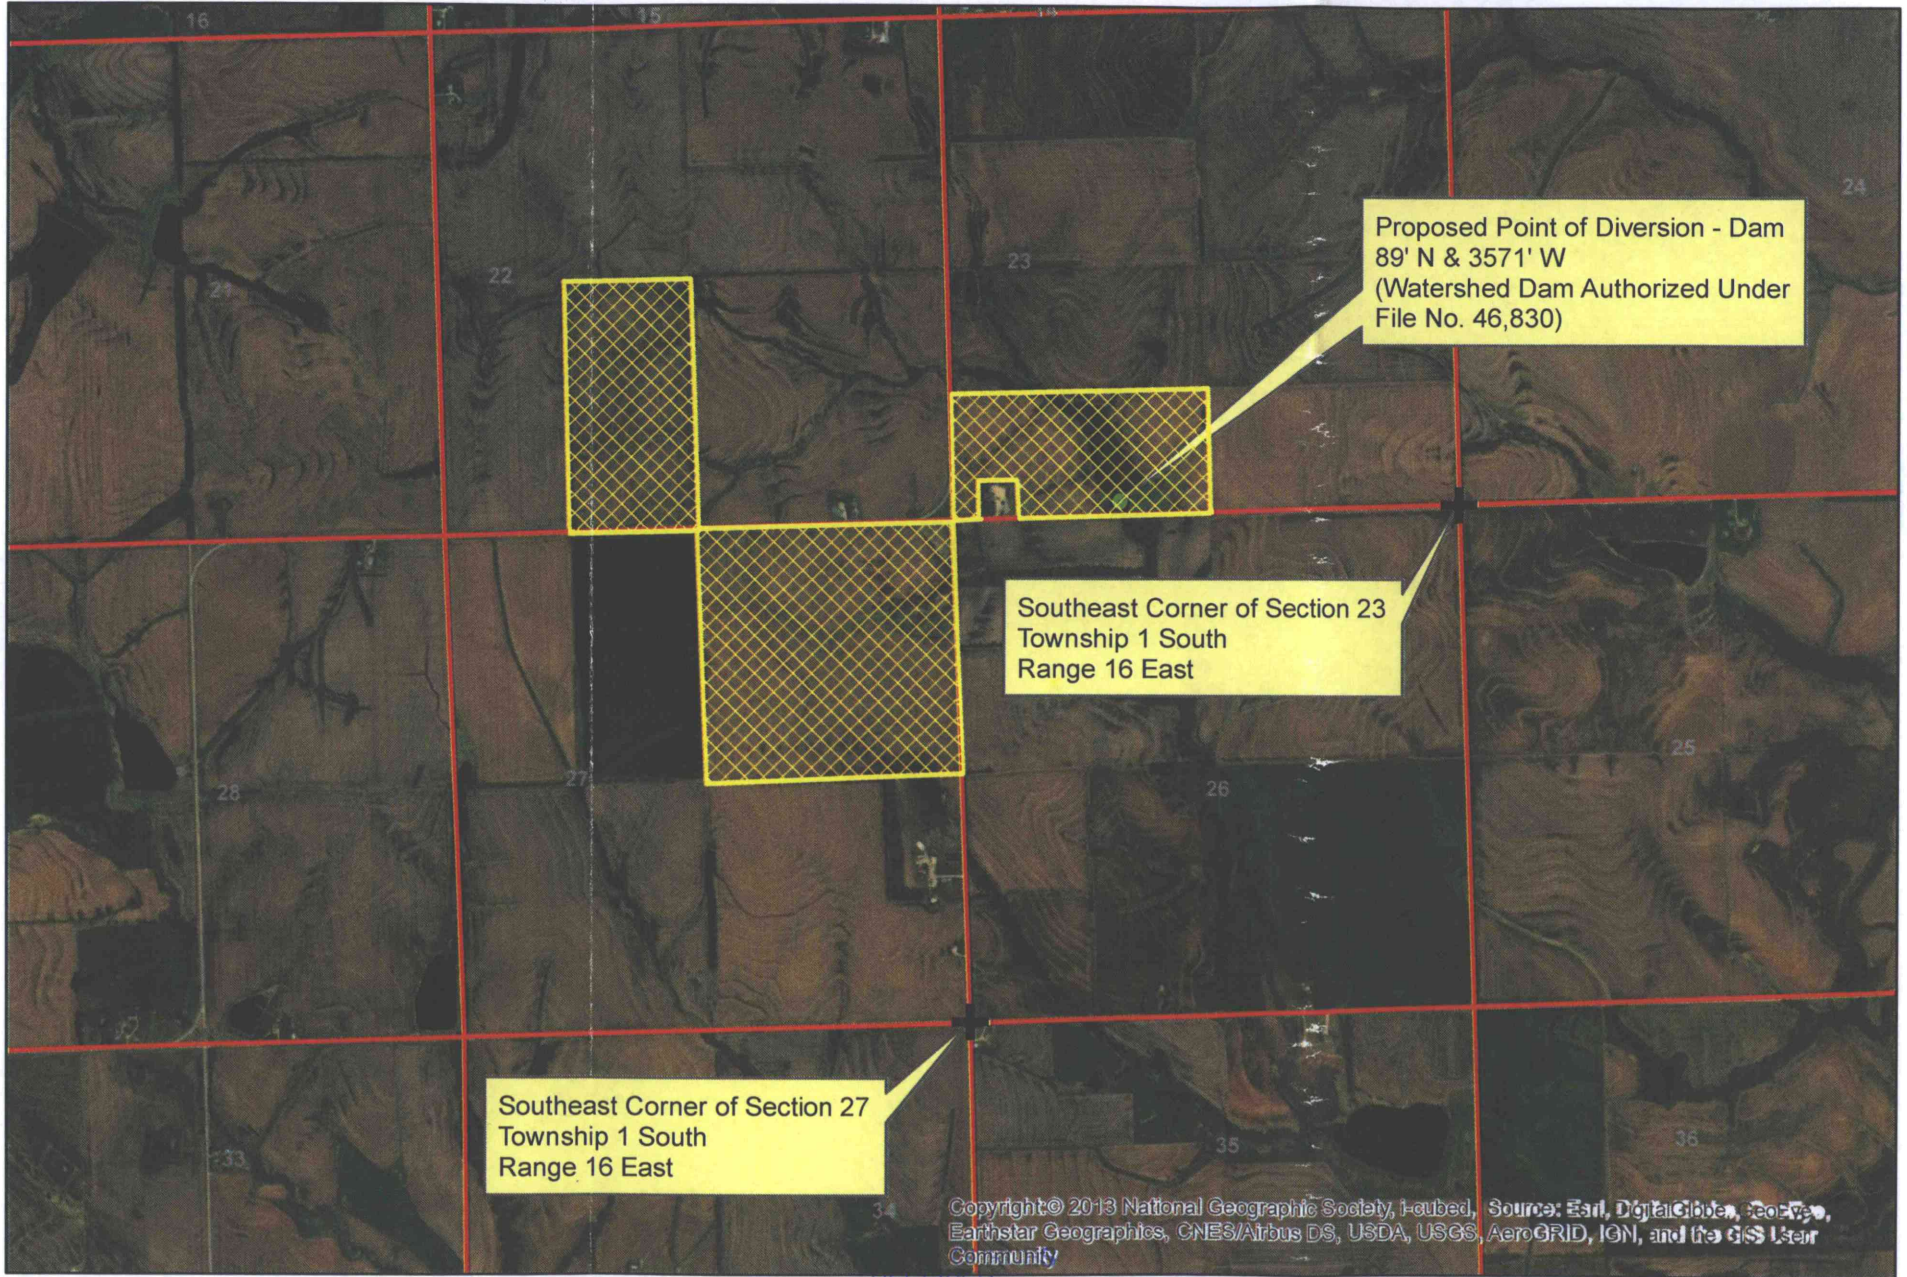 16
15
14
24
23
22
21
Proposed Point of Diversion - Dam
89' N & 3571' W
(Watershed Dam Authorized Under
File No. 46,830)
Southeast Corner of Section 23
Township 1 South
Range 16 East
25
26
27
28
Southeast Corner of Section 27
Township 1 South
Range 16 East
33
34
35
36
Copyright:© 2013 National Geographic Society, i-cubed, Source: Esri, DigitalGlobe, GeoEye,
Earthstar Geographics, CNES/Airbus DS, USDA, USGS, AeroGRID, IGN, and the GIS User
Community